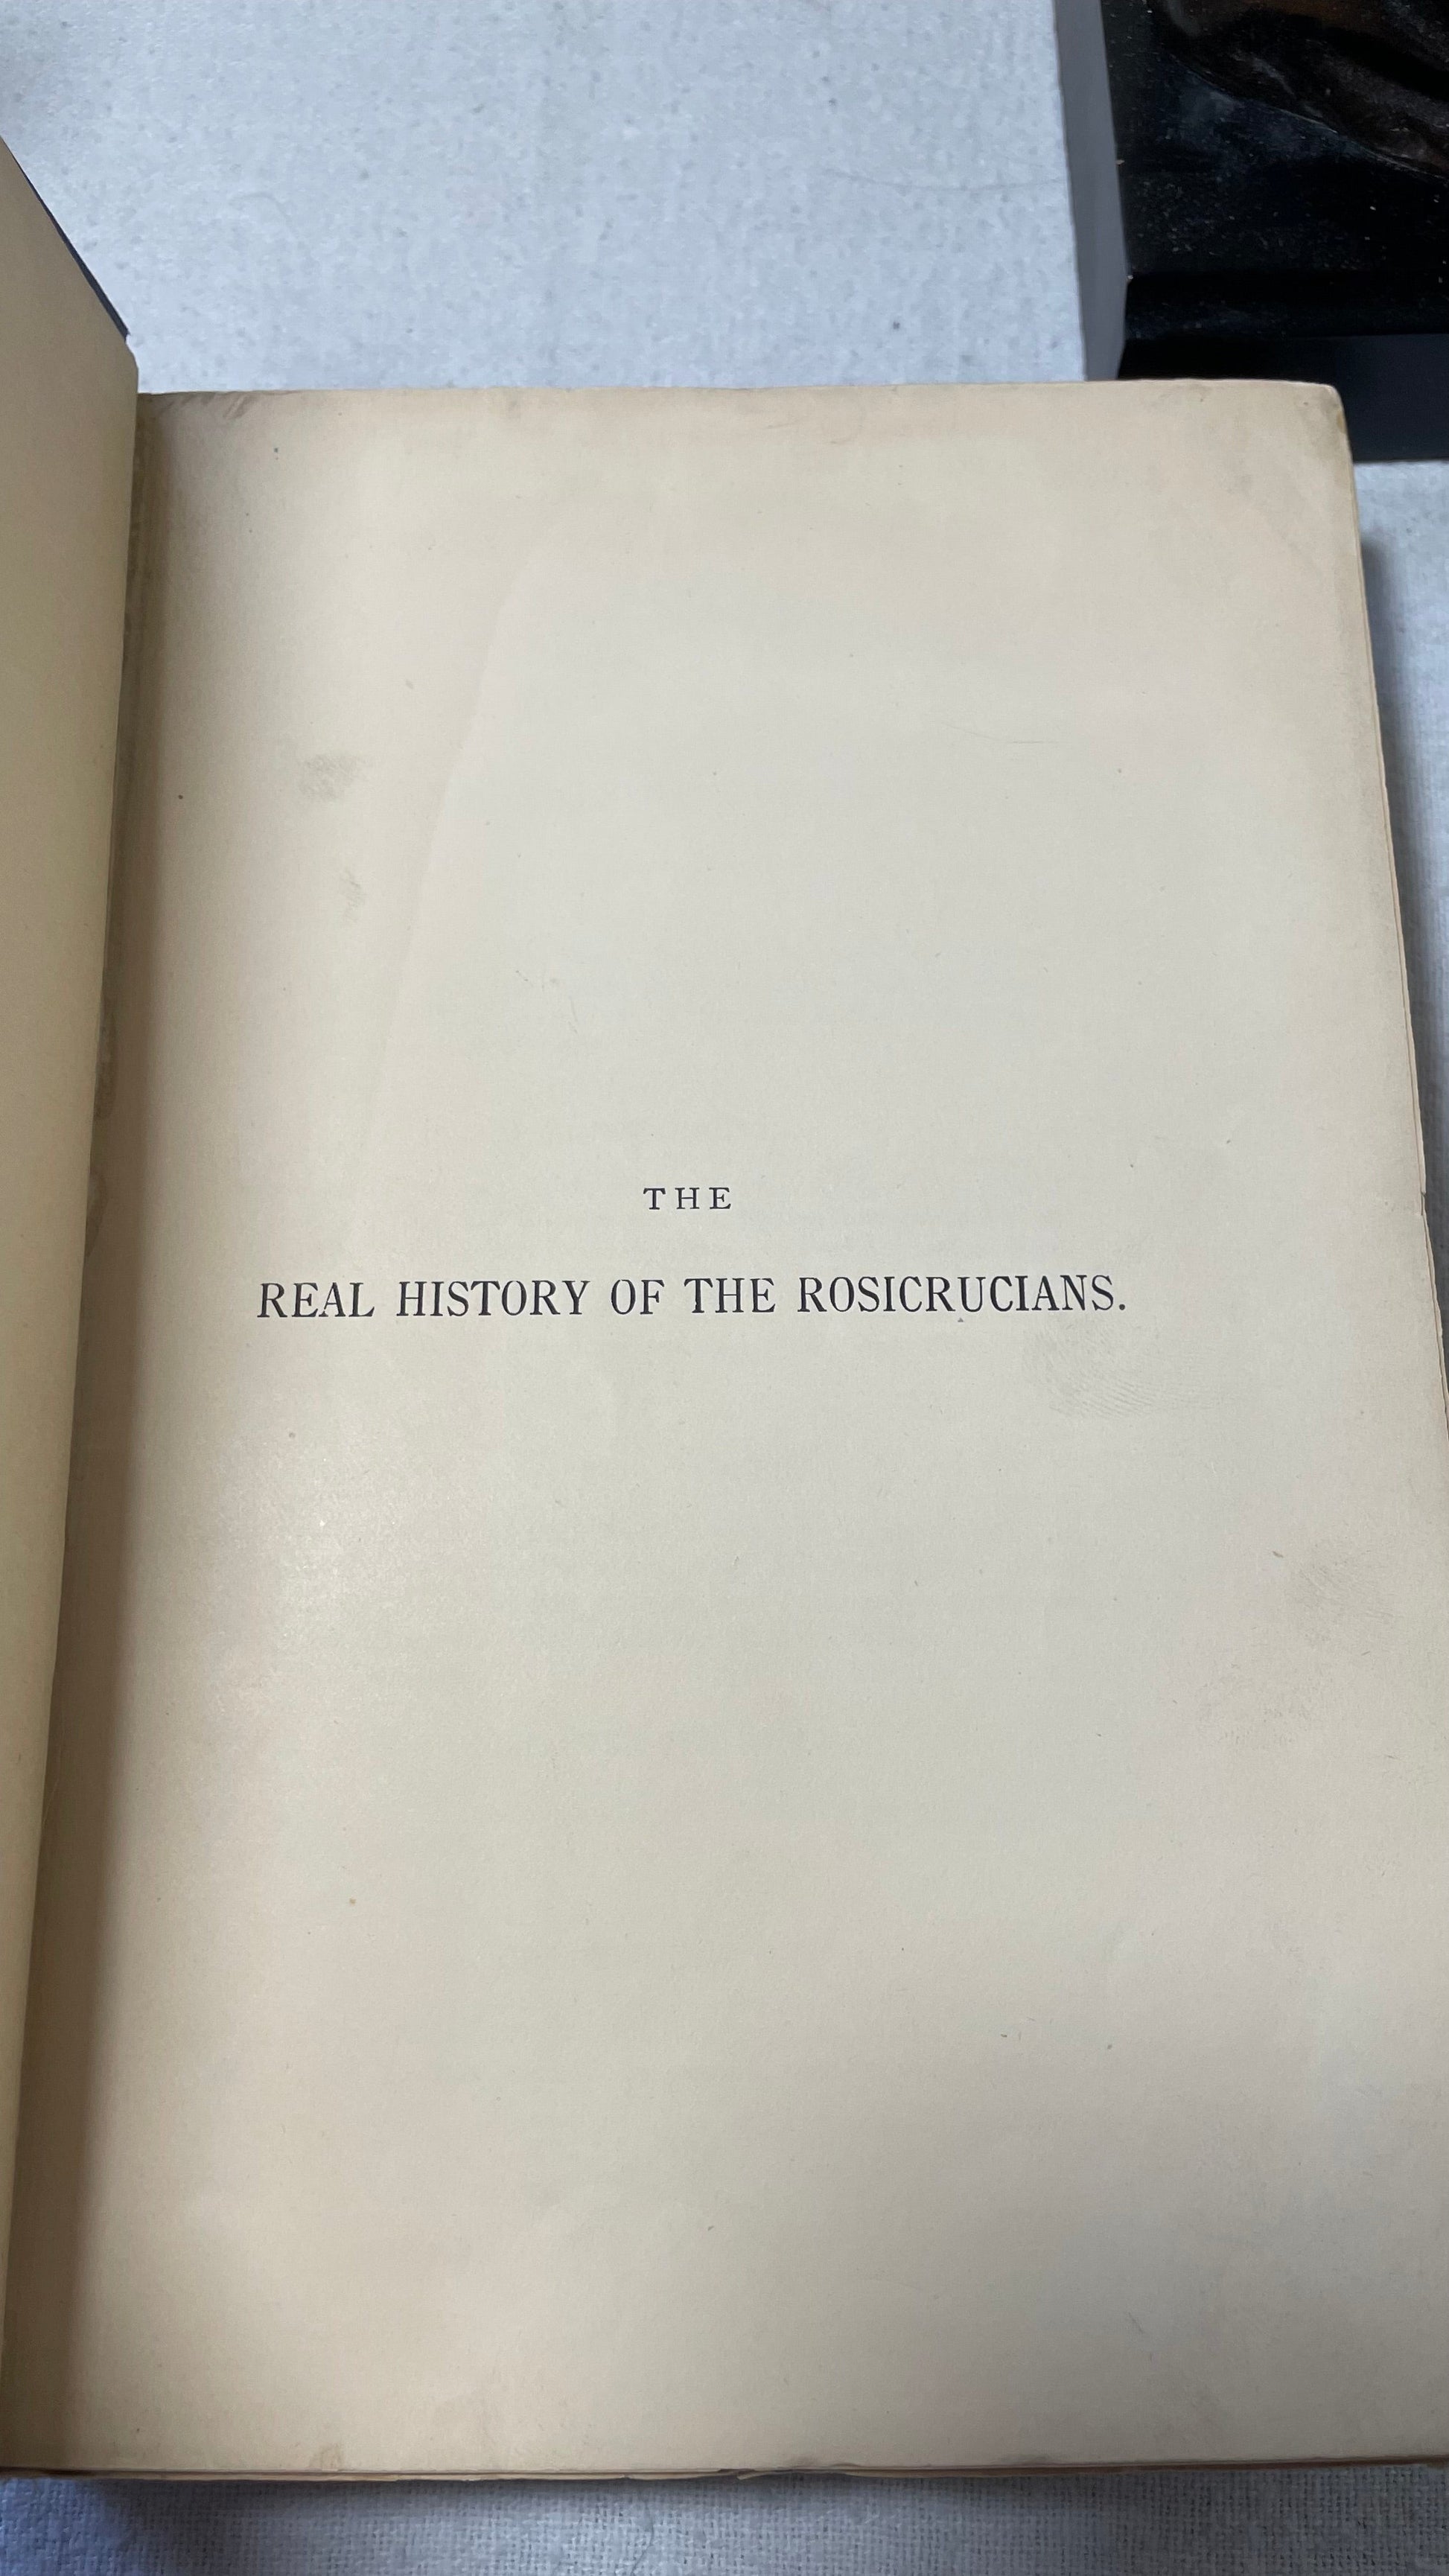 THE
REAL HISTORY OF THE ROSICRUCIANS.